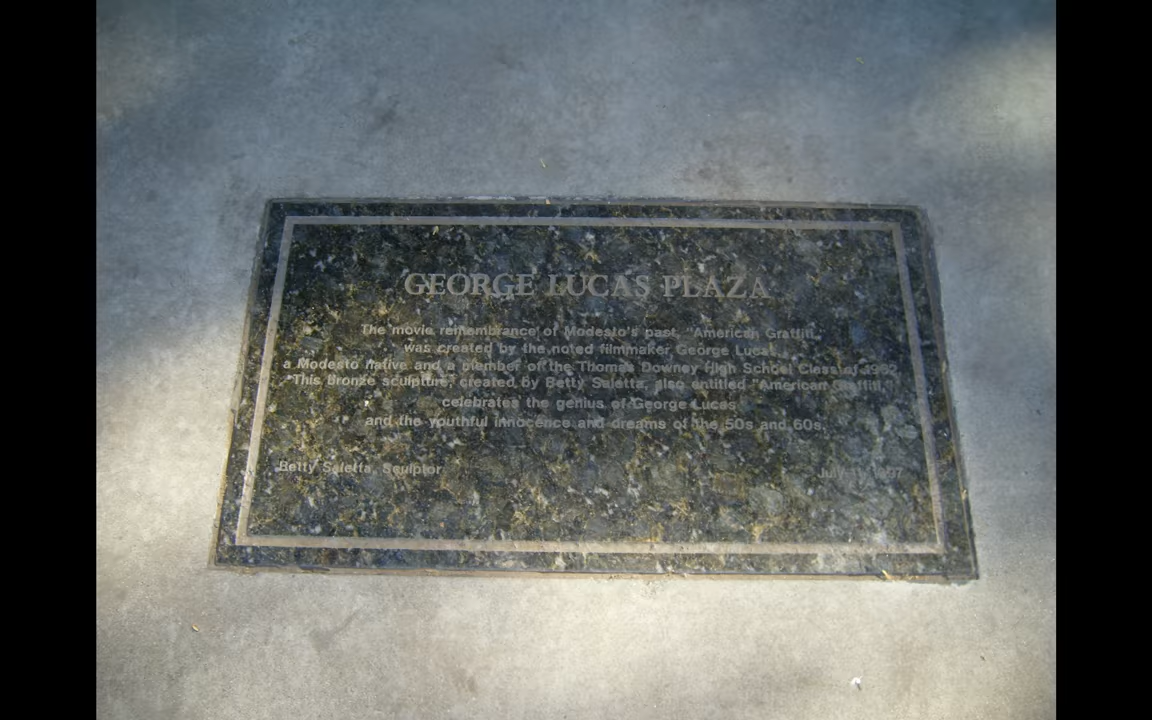 GEORGE LUCAS PLAZA
The movie remembrance of Modesto's past, "American Graffiti,
was created by the noted filmmaker George Lucas,
a Modesto native and a member of the Thomas Downey High School Class of 1962.
"This Bronze sculpture," created by Betty Saletta, also entitled "American Graffiti,"
celebrates the genius of George Lucas
and the youthful innocence and dreams of the 50s and 60s.
Betty Saletta, Sculptor
July